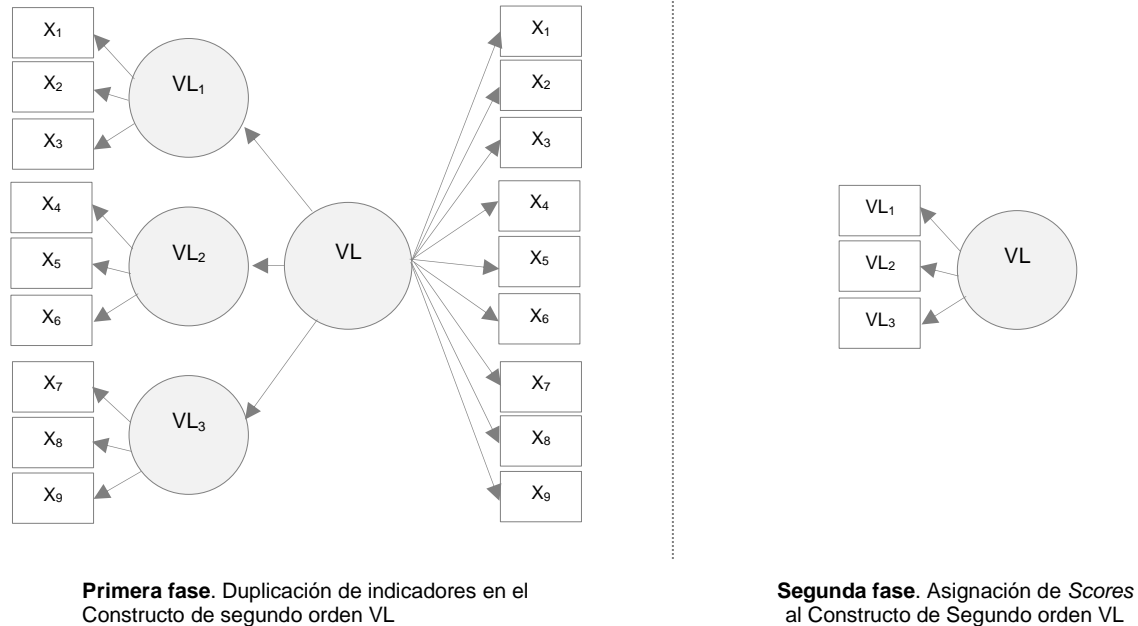 X1
X2
X3
VL1
X4
X5
X6
VL2
X7
X8
X9
VL3
VL
X1
X2
X3
X4
X5
X6
X7
X8
X9
VL1
VL2
VL3
VL
Primera fase. Duplicación de indicadores en el
Constructo de segundo orden VL
Segunda fase. Asignación de Scores
al Constructo de Segundo orden VL